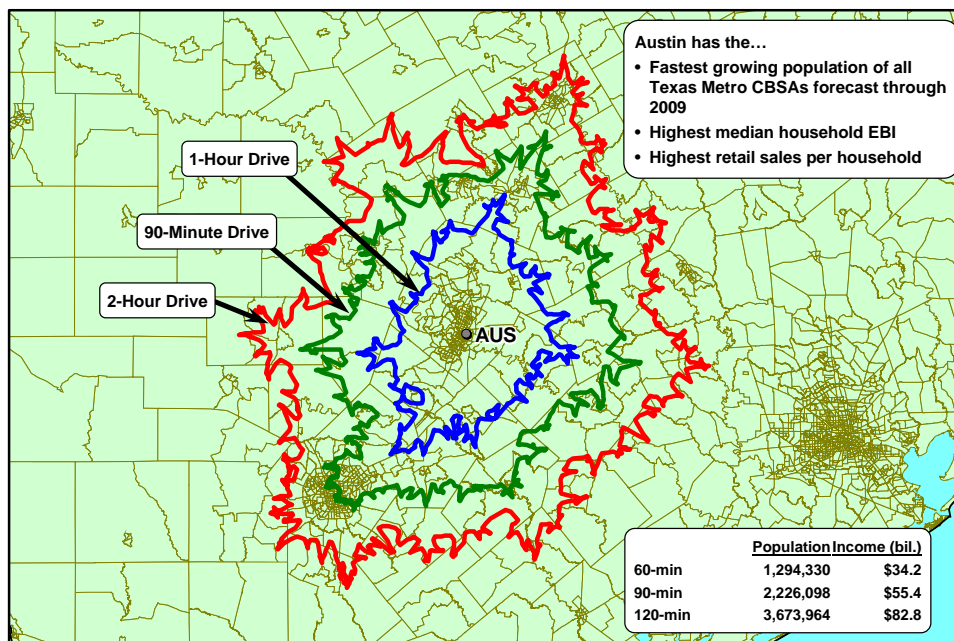 Austin has the…
• Fastest growing population of all
Texas Metro CBSAs forecast through
2009
• Highest median household EBI
• Highest retail sales per household
1-Hour Drive
90-Minute Drive
2-Hour Drive
AUS
Population Income (bil.)
60-min 1,294,330 $34.2
90-min 2,226,098 $55.4
120-min 3,673,964 $82.8